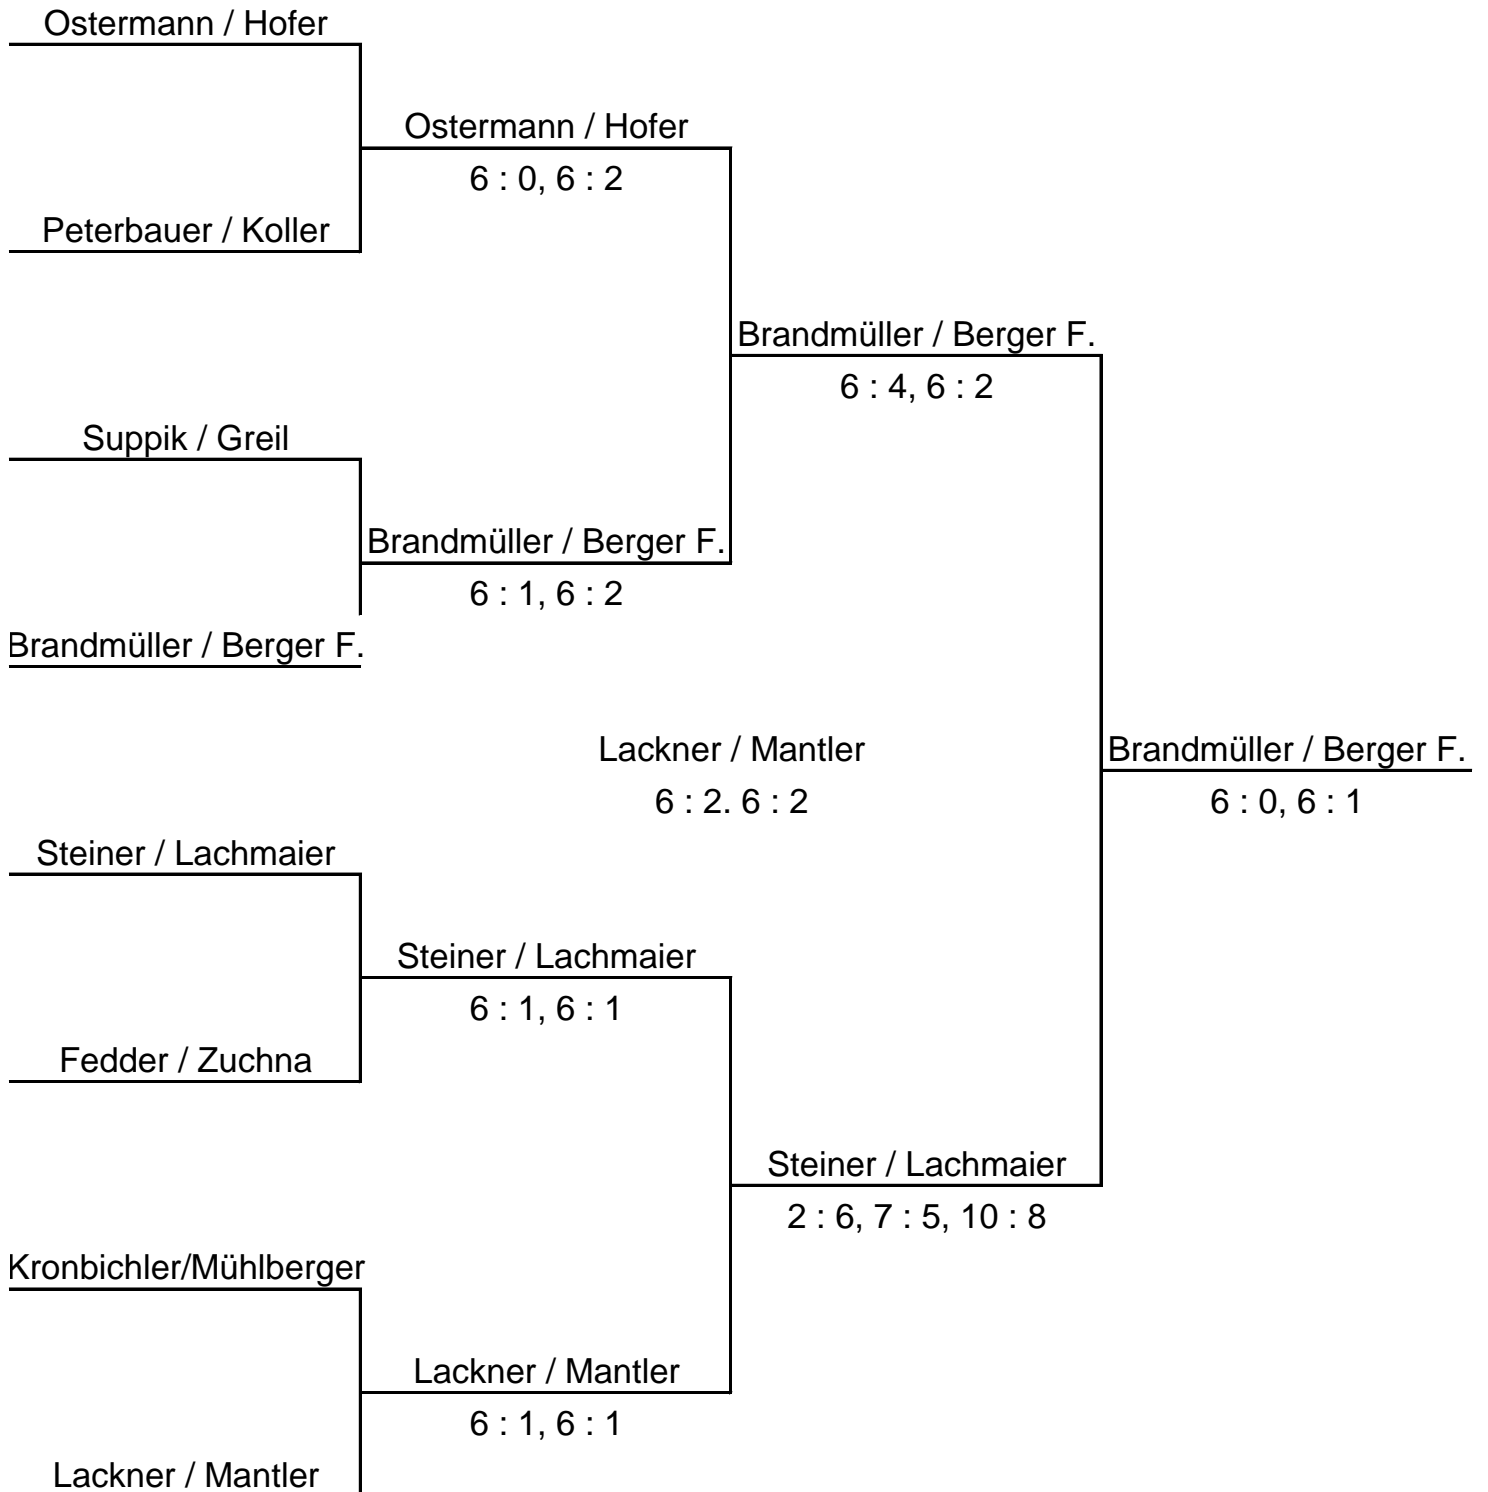 Ostermann / Hofer
Ostermann / Hofer
6 : 0, 6 : 2
Peterbauer / Koller
Brandmüller / Berger F.
6 : 4, 6 : 2
Suppik / Greil
Brandmüller / Berger F.
6 : 1, 6 : 2
Brandmüller / Berger F.
Lackner / Mantler
6 : 2. 6 : 2
Brandmüller / Berger F.
6 : 0, 6 : 1
Steiner / Lachmaier
Steiner / Lachmaier
6 : 1, 6 : 1
Fedder / Zuchna
Steiner / Lachmaier
2 : 6, 7 : 5, 10 : 8
Kronbichler/Mühlberger
Lackner / Mantler
6 : 1, 6 : 1
Lackner / Mantler